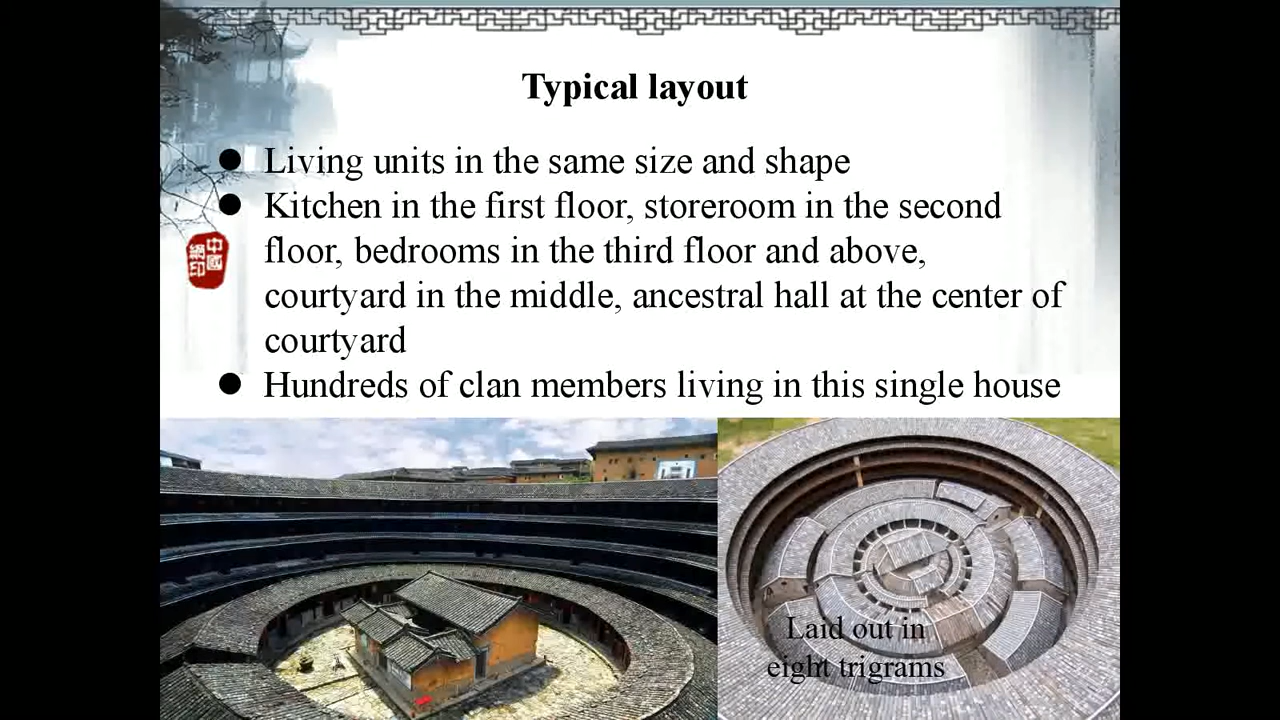 Typical layout
● Living units in the same size and shape
● Kitchen in the first floor, storeroom in the second
floor, bedrooms in the third floor and above,
courtyard in the middle, ancestral hall at the center of
courtyard
● Hundreds of clan members living in this single house
中國
絕印
Laid out in
eight trigrams